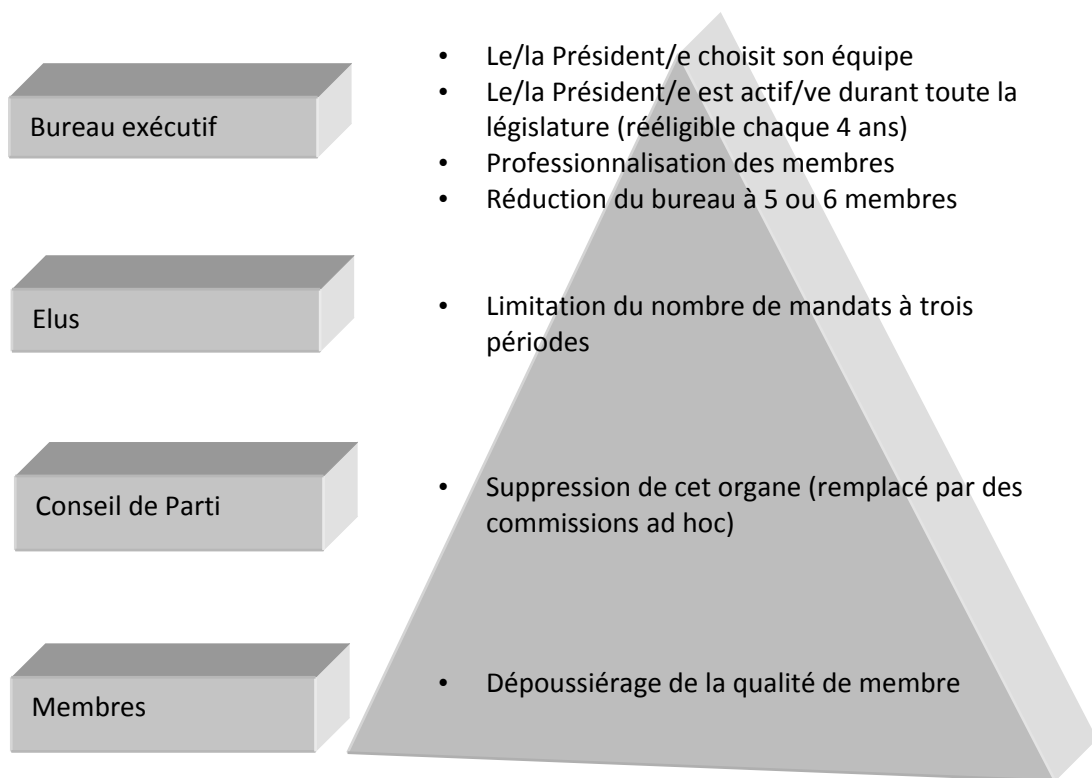 Bureau exécutif
• Le/la Président/e choisit son équipe
• Le/la Président/e est actif/ve durant toute la
législature (rééligible chaque 4 ans)
• Professionnalisation des membres
• Réduction du bureau à 5 ou 6 membres
Elus
• Limitation du nombre de mandats à trois
périodes
Conseil de Parti
• Suppression de cet organe (remplacé par des
commissions ad hoc)
Membres
• Dépoussiérage de la qualité de membre